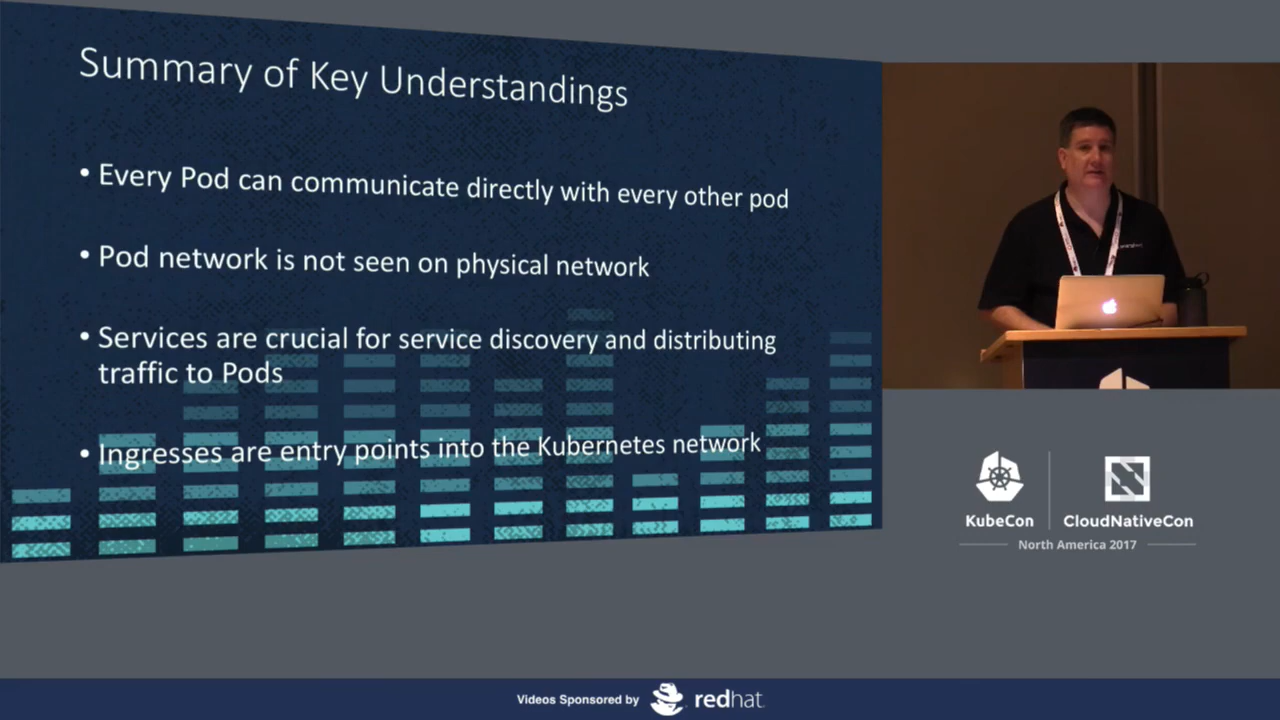 Summary of Key Understandings
• Every Pod can communicate directly with every other pod
• Pod network is not seen on physical network
• Services are crucial for service discovery and distributing
traffic to Pods
• Ingresses are entry points into the Kubernetes network
KubeCon
CloudNativeCon
North America 2017
Videos Sponsored by
redhat